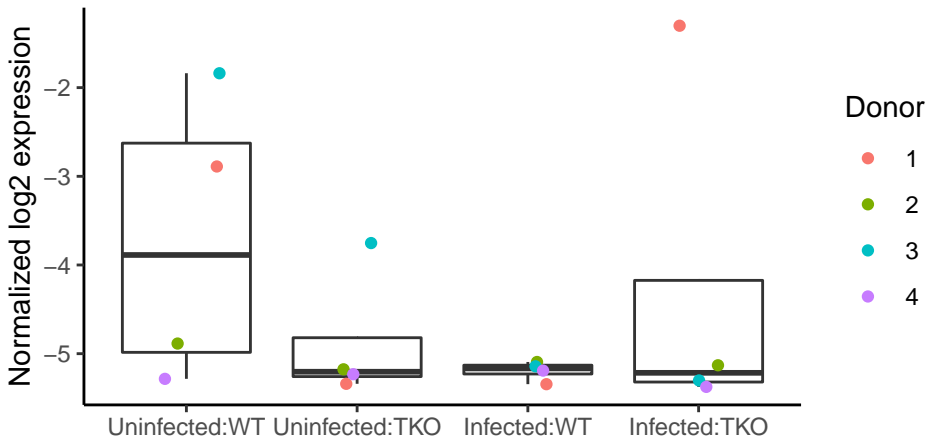 Normalized log2 expression
−2
−3
−4
−5
Uninfected:WT
Uninfected:TKO
Infected:WT
Infected:TKO
Donor
1
2
3
4